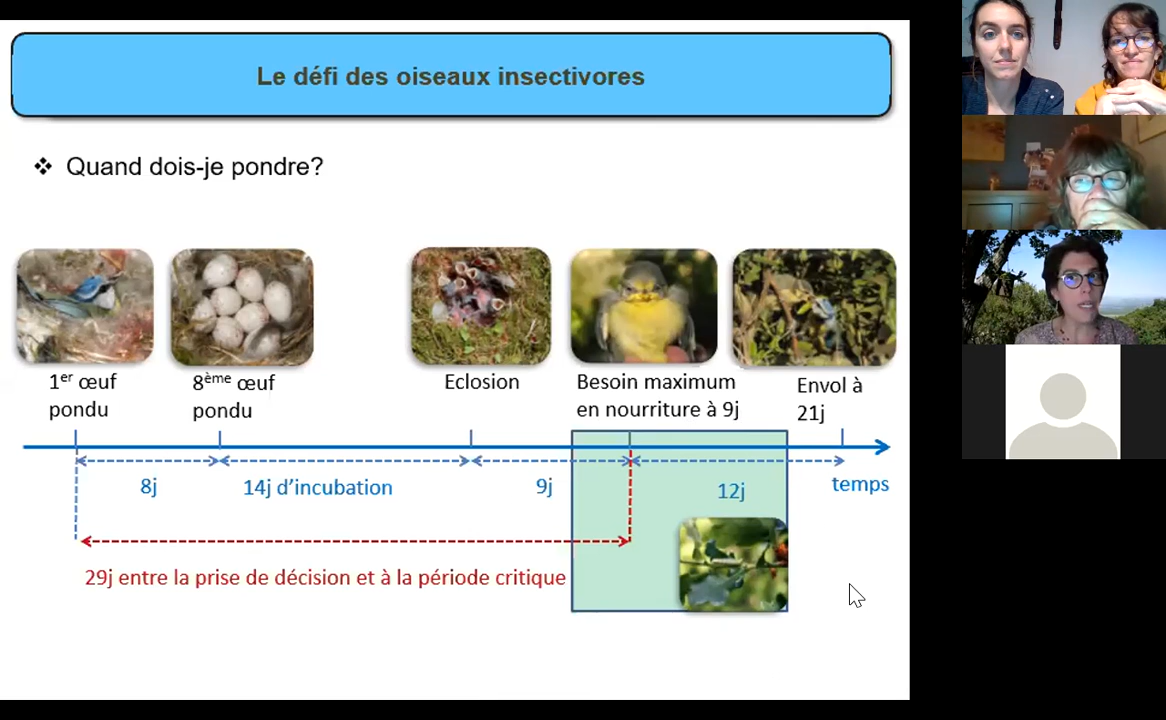 Le défi des oiseaux insectivores
❖ Quand dois-je pondre?
1er œuf
pondu
8ème œuf
pondu
Eclosion
Besoin maximum
en nourriture à 9j
Envol à
21j
8j
14j d’incubation
9j
12j
temps
29j entre la prise de décision et à la période critique